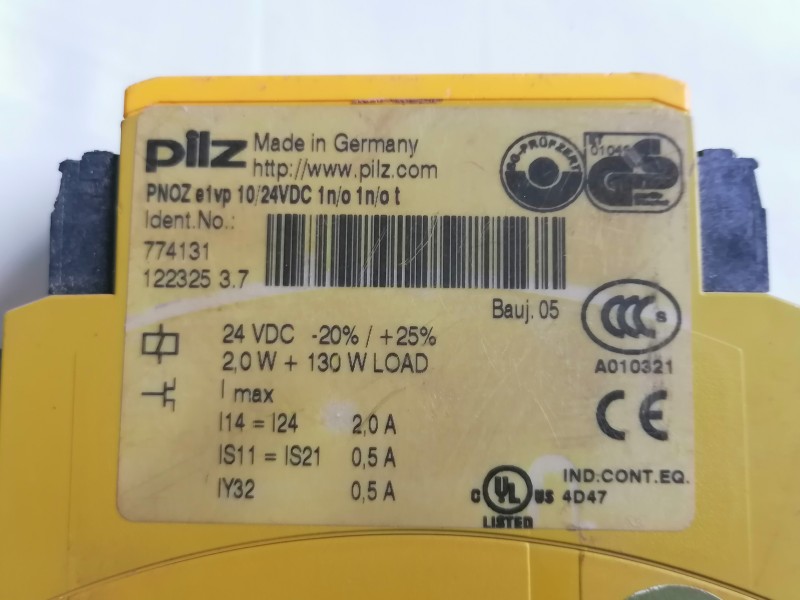 pilz
Made in Germany
http://www.pilz.com
PNOZ e1vp 10/24VDC 1n/o 1n/o t
Ident.No.:
774131
122325 3.7
Bauj. 05
24 VDC -20% / +25%
2,0 W + 130 W LOAD
I max
I14 = I24 2,0 A
IS11 = IS21 0,5 A
IY32 0,5 A
BG-PRÜFZERT
GS
CCC S
A010321
CE
C UL US
LISTED
IND.CONT.EQ.
4D47